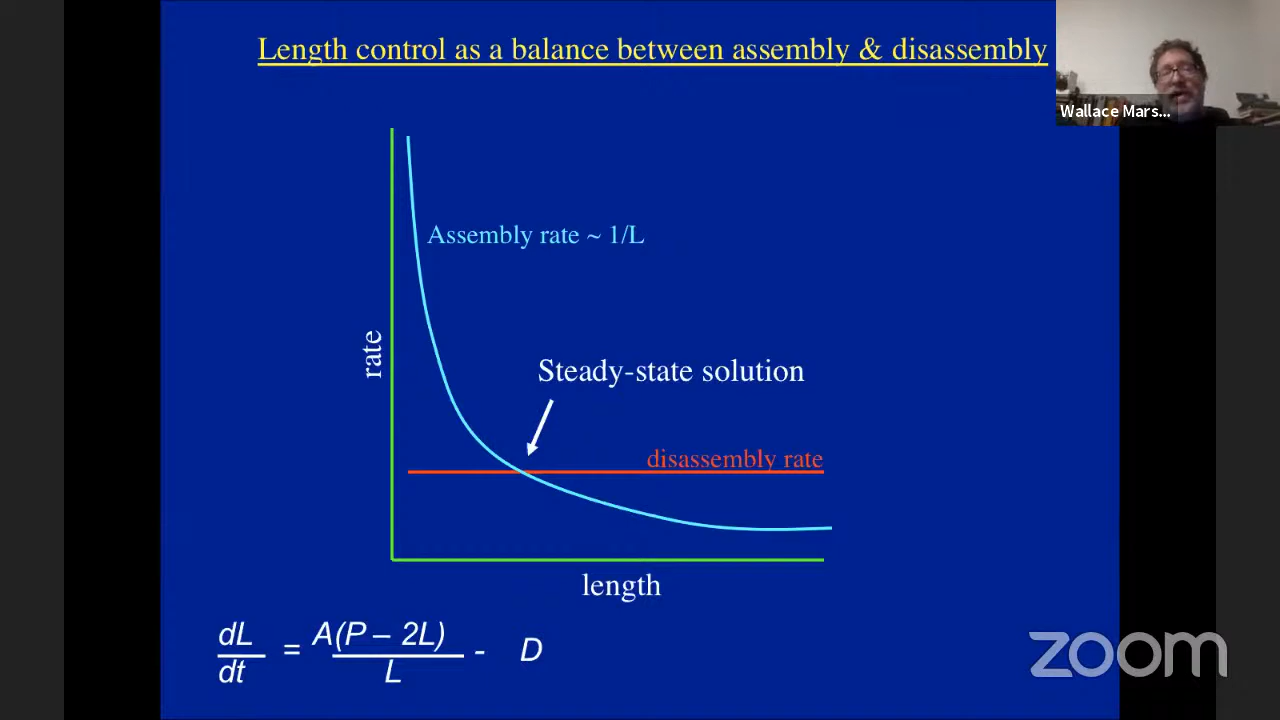 Length control as a balance between assembly & disassembly
Wallace Mars...
Assembly rate ~ 1/L
rate
Steady-state solution
disassembly rate
length
dL/dt = A(P – 2L)/L - D
zoom